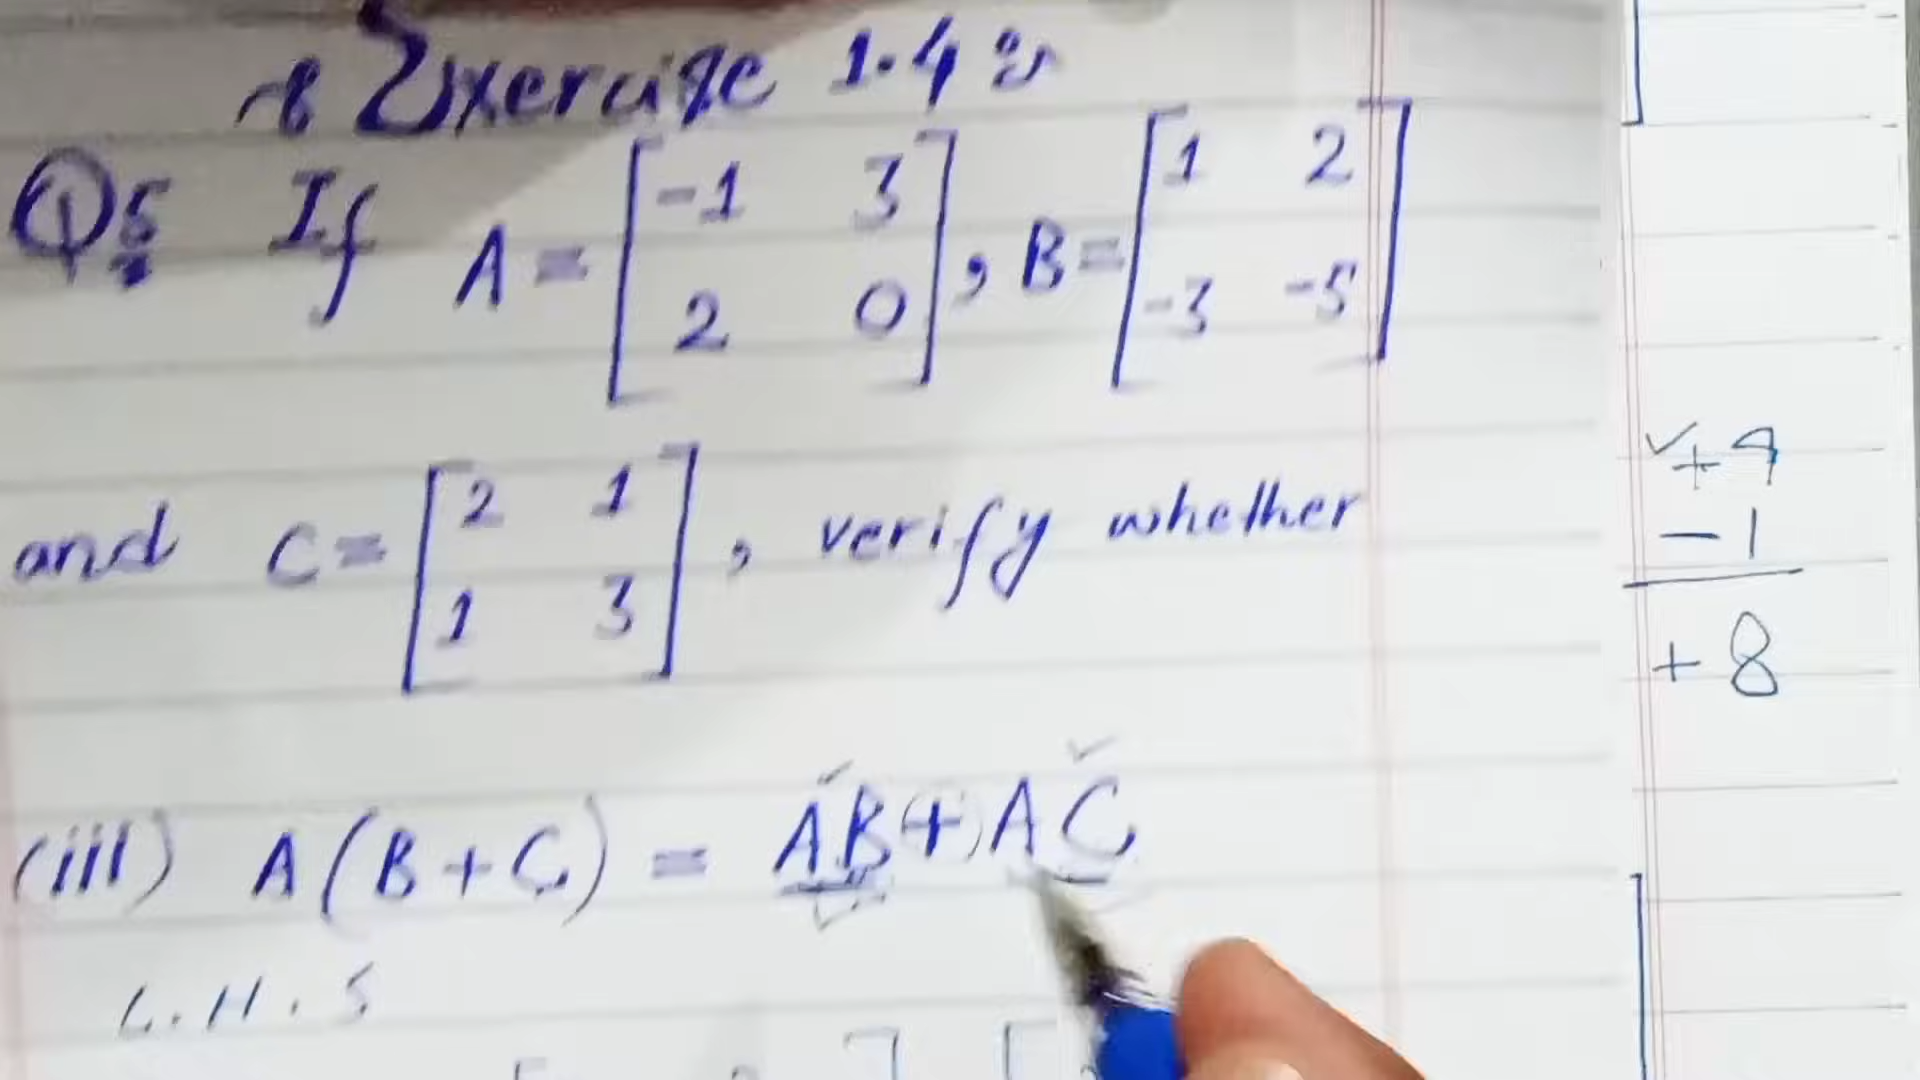 Exercise 1.4
Q5 If A = [-1 3
2 0], B = [1 2
-3 -5]
and C = [2 1
1 3], verify whether
(iii) A(B+C) = AB+AC
L.H.S
+9
-1
+8